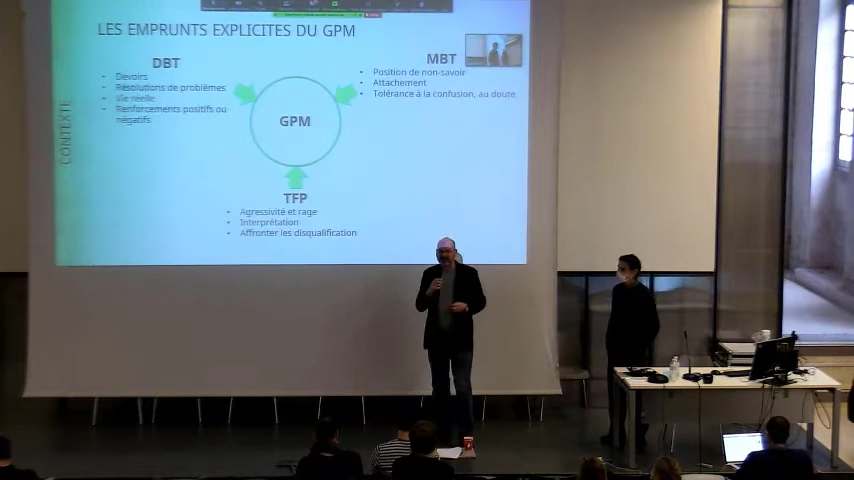 LES EMPRUNTS EXPLICITES DU GPM
CONTEXTE
DBT
• Devoirs
• Résolutions de problèmes
• Vie réelle
• Renforcements positifs ou
négatifs
MBT
• Position de non-savoir
• Attachement
• Tolérance à la confusion, au doute
GPM
TFP
• Agressivité et rage
• Interprétation
• Affronter les disqualification